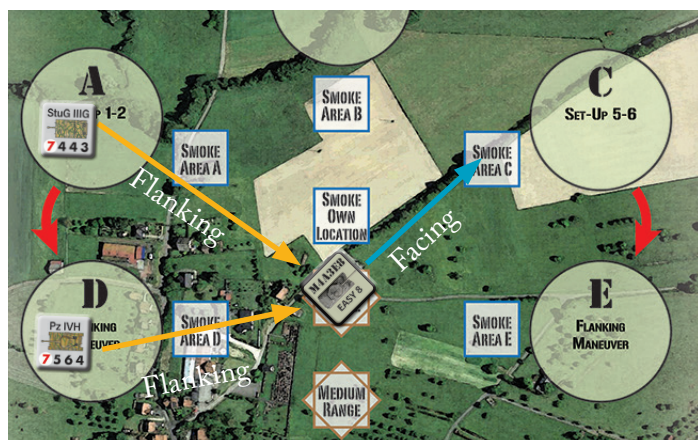 A
StuG IIIG
UP 1-2
7 4 4 3
SMOKE
AREA A
SMOKE
AREA B
SMOKE
OWN
LOCATION
SMOKE
AREA C
C
SET-UP 5-6
Flanking
Facing
M4A3E8
EASY 8
D
Pz IVH
7 5 6 4
Flanking
SMOKE
AREA D
MEDIUM
RANGE
SMOKE
AREA E
E
FLANKING
MANEUVER